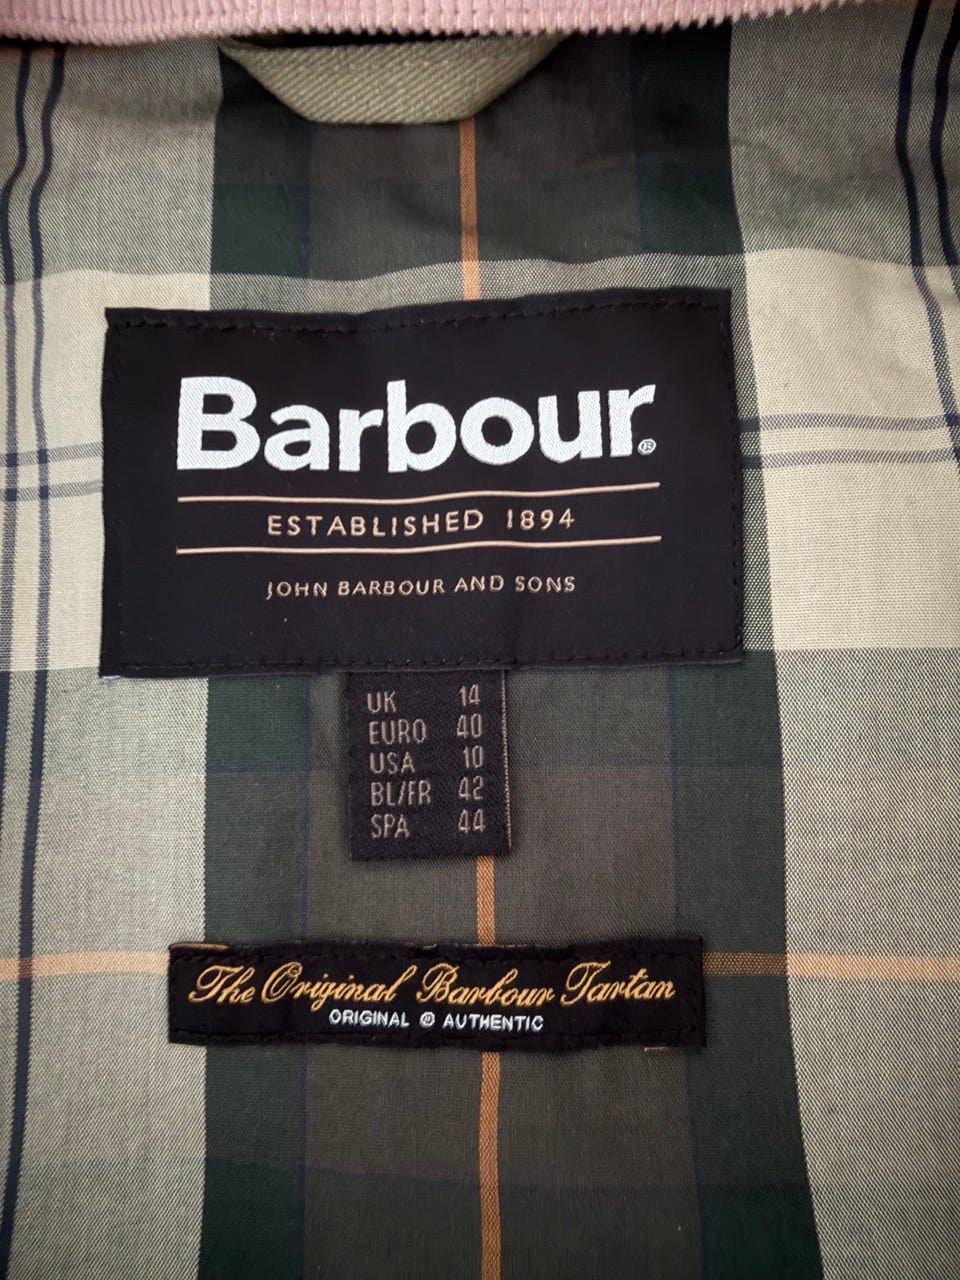 Barbour®
ESTABLISHED 1894
JOHN BARBOUR AND SONS
UK 14
EURO 40
USA 10
BL/FR 42
SPA 44
The Original Barbour Tartan
ORIGINAL ® AUTHENTIC